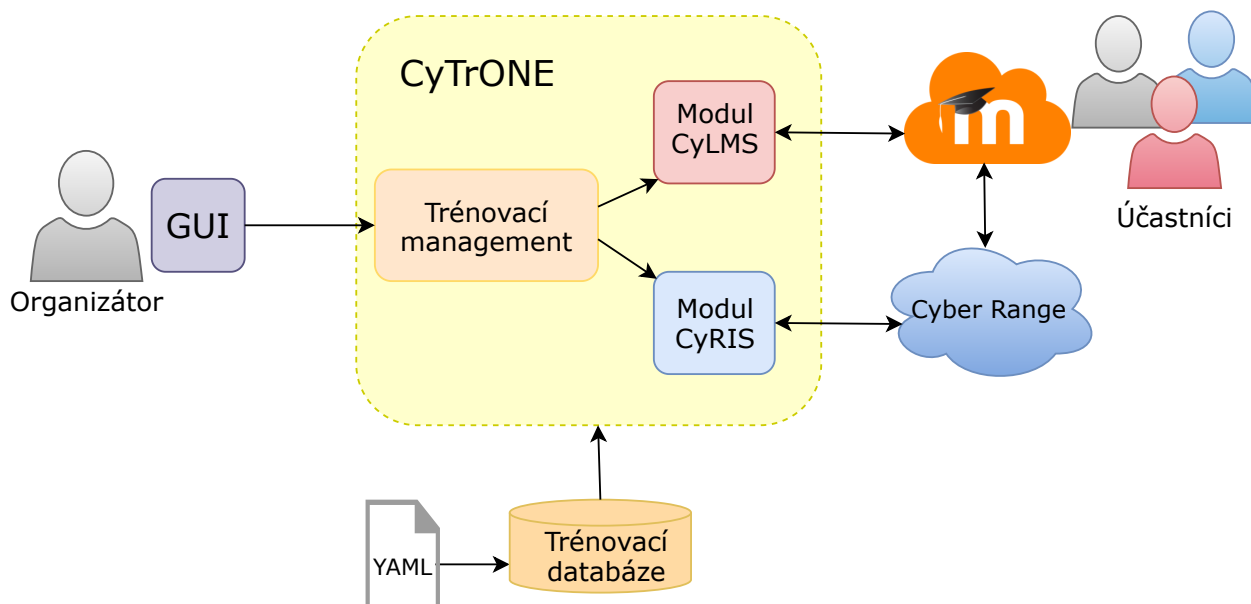 CyTrONE
Modul
CyLMS
m
GUI
Trénovací
management
Účastníci
Organizátor
Modul
CyRIS
Cyber Range
YAML
Trénovací
databáze